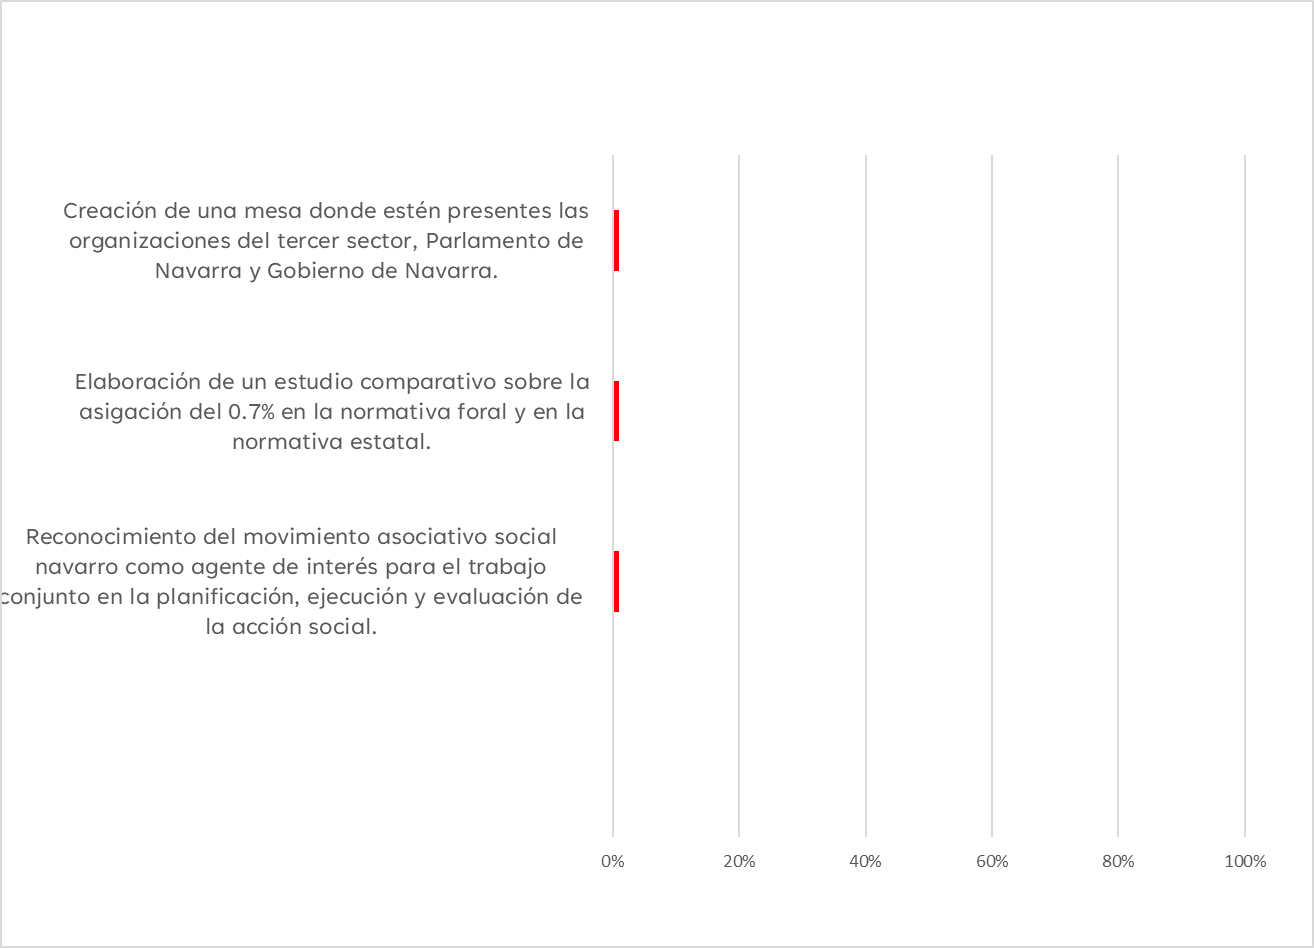 Creación de una mesa donde estén presentes las
organizaciones del tercer sector, Parlamento de
Navarra y Gobierno de Navarra.
Elaboración de un estudio comparativo sobre la
asigación del 0.7% en la normativa foral y en la
normativa estatal.
Reconocimiento del movimiento asociativo social
navarro como agente de interés para el trabajo
conjunto en la planificación, ejecución y evaluación de
la acción social.
0% 20% 40% 60% 80% 100%